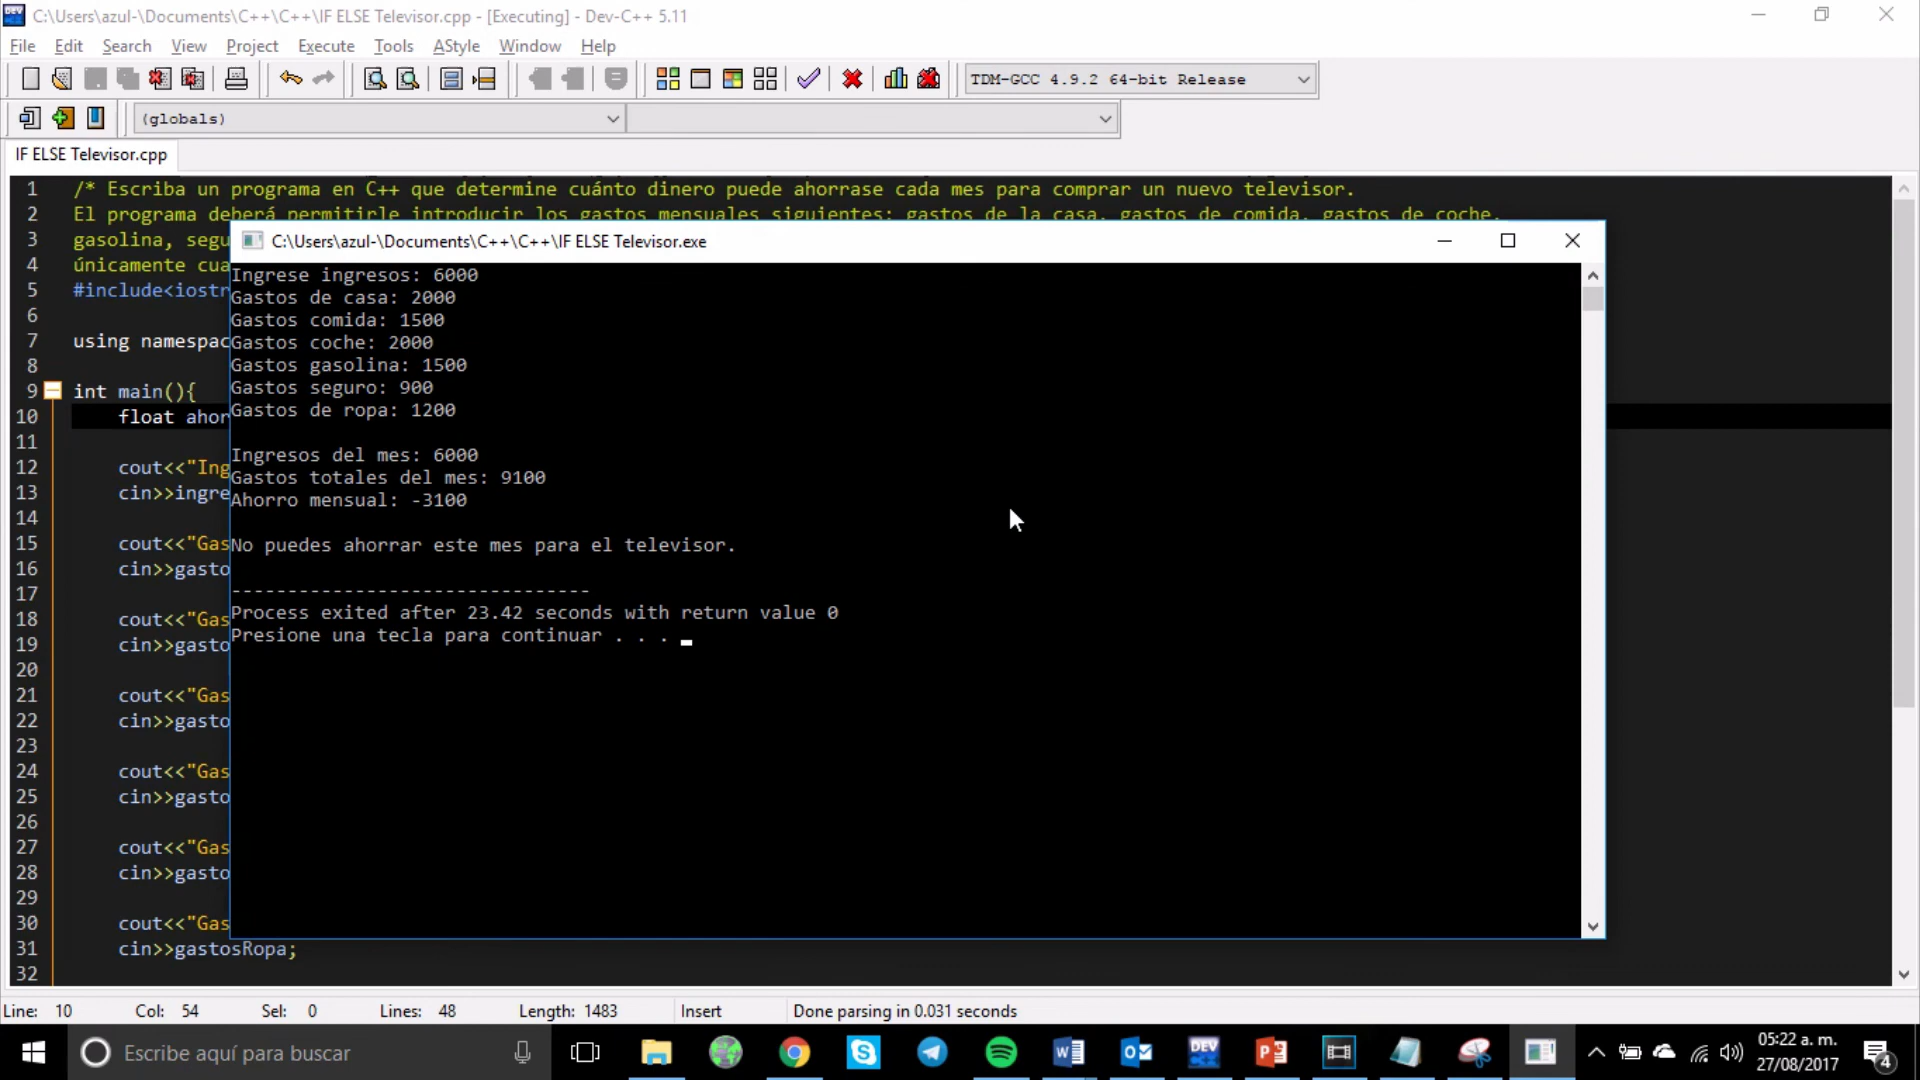 C:\Users\azul-\Documents\C++\C++\IF ELSE Televisor.cpp - [Executing] - Dev-C++ 5.11
File Edit Search View Project Execute Tools AStyle Window Help
TDM-GCC 4.9.2 64-bit Release
(globals)
IF ELSE Televisor.cpp
1 /* Escriba un programa en C++ que determine cuánto dinero puede ahorrase cada mes para comprar un nuevo televisor.
2 El programa deberá permitirle introducir los gastos mensuales siguientes: gastos de la casa, gastos de comida, gastos de coche,
3 gasolina, segu
4 únicamente cua
5 #include<iostr
6
7 using namespac
8
9 int main(){
10 float ahor
11
12 cout<<"Ing
13 cin>>ingre
14
15 cout<<"Gas
16 cin>>gasto
17
18 cout<<"Gas
19 cin>>gasto
20
21 cout<<"Gas
22 cin>>gasto
23
24 cout<<"Gas
25 cin>>gasto
26
27 cout<<"Gas
28 cin>>gasto
29
30 cout<<"Gas
31 cin>>gastosRopa;
32
C:\Users\azul-\Documents\C++\C++\IF ELSE Televisor.exe
Ingrese ingresos: 6000
Gastos de casa: 2000
Gastos comida: 1500
Gastos coche: 2000
Gastos gasolina: 1500
Gastos seguro: 900
Gastos de ropa: 1200
Ingresos del mes: 6000
Gastos totales del mes: 9100
Ahorro mensual: -3100
No puedes ahorrar este mes para el televisor.
--------------------------------
Process exited after 23.42 seconds with return value 0
Presione una tecla para continuar . . .
Line: 10 Col: 54 Sel: 0 Lines: 48 Length: 1483 Insert Done parsing in 0.031 seconds
Escribe aquí para buscar
05:22 a. m.
27/08/2017
4